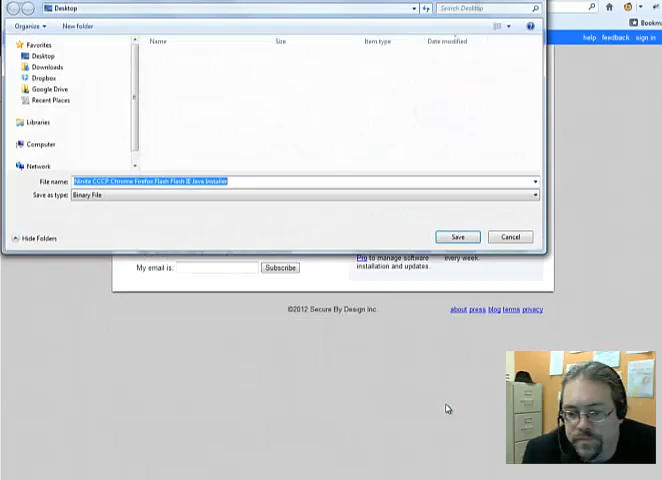 Desktop
Search Desktop
Organize
New folder
Bookm
help feedback sign in
Favorites
Desktop
Downloads
Dropbox
Google Drive
Recent Places
Libraries
Computer
Network
Name
Size
Item type
Date modified
File name: Ninite CCCP Chrome Firefox Flash Flash IE Java Installer
Save as type: Binary File
Hide Folders
Save
Cancel
Pro to manage software
installation and updates.
every week.
My email is:
Subscribe
©2012 Secure By Design Inc.
about press blog terms privacy